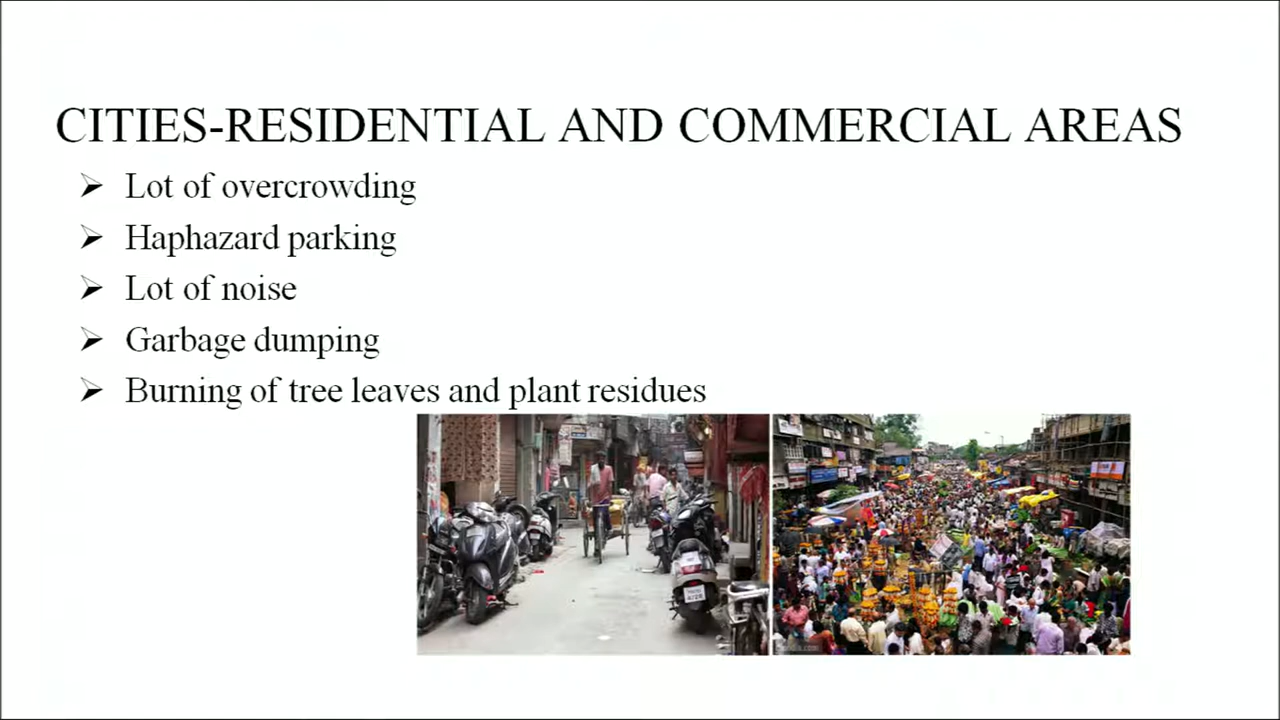 CITIES-RESIDENTIAL AND COMMERCIAL AREAS
Lot of overcrowding
Haphazard parking
Lot of noise
Garbage dumping
Burning of tree leaves and plant residues